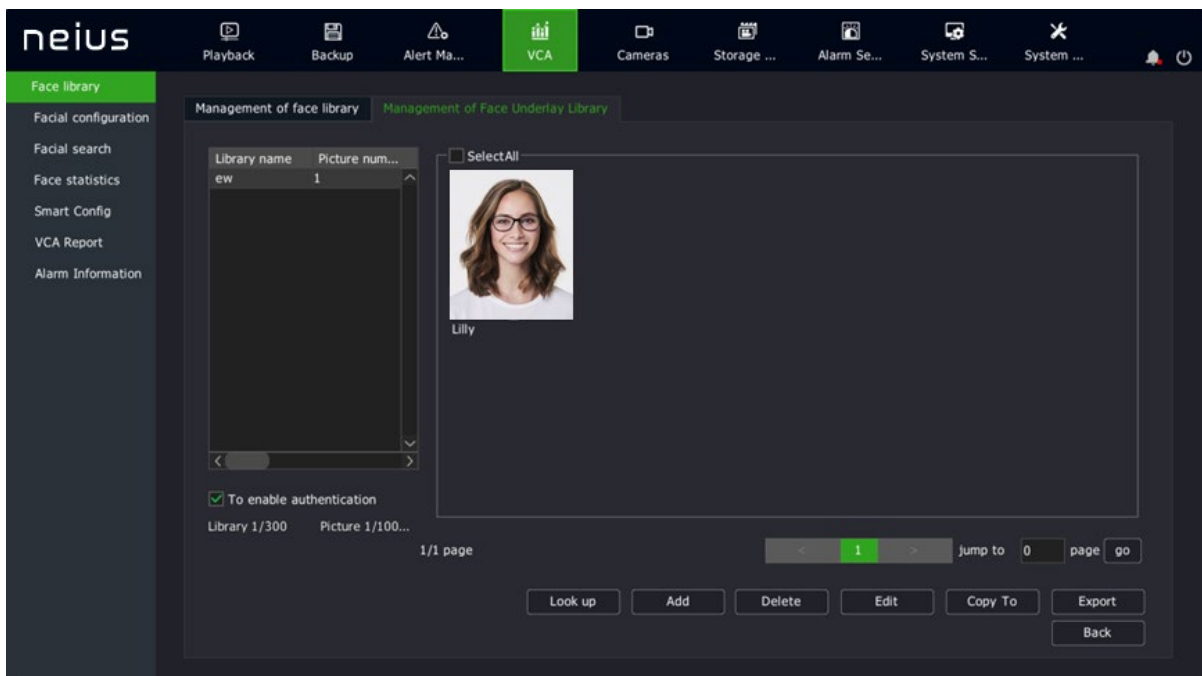 neius
Playback Backup Alert Ma... VCA Cameras Storage ... Alarm Se... System S... System ...
Face library
Facial configuration
Facial search
Face statistics
Smart Config
VCA Report
Alarm Information
Management of face library Management of Face Underlay Library
Library name Picture num...
ew 1
SelectAll
Lilly
To enable authentication
Library 1/300 Picture 1/100...
1/1 page
< 1 > jump to 0 page go
Look up Add Delete Edit Copy To Export
Back